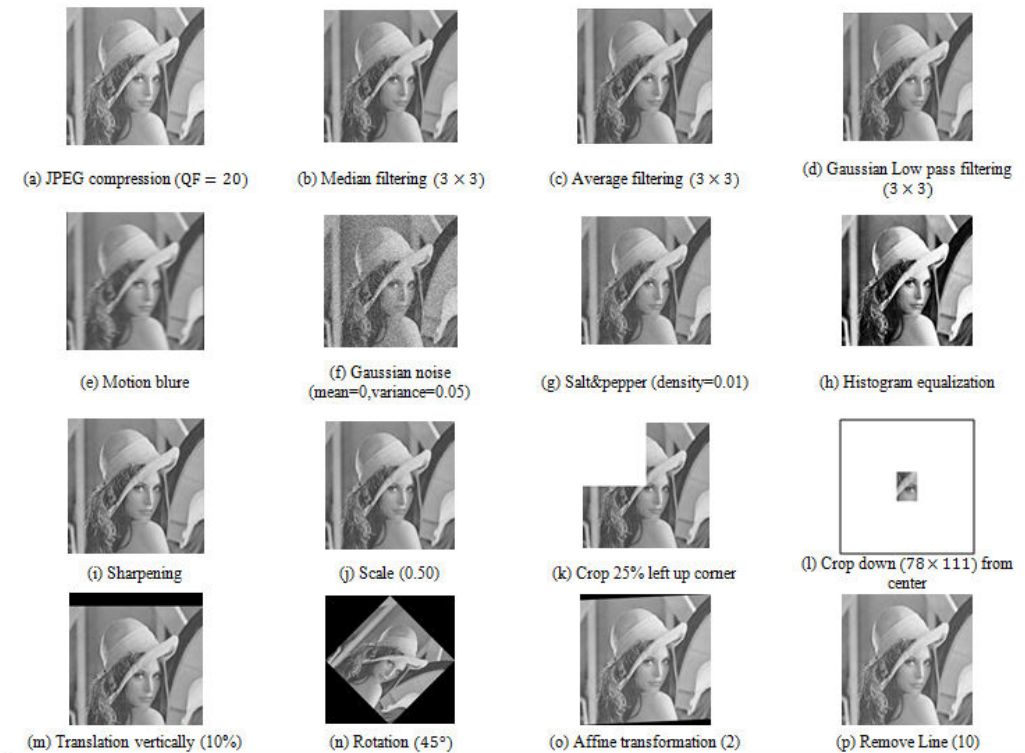 (a) JPEG compression (QF = 20)
(b) Median filtering (3 × 3)
(c) Average filtering (3 × 3)
(d) Gaussian Low pass filtering
(3 × 3)
(e) Motion blure
(f) Gaussian noise
(mean=0,variance=0.05)
(g) Salt&pepper (density=0.01)
(h) Histogram equalization
(i) Sharpening
(j) Scale (0.50)
(k) Crop 25% left up corner
(l) Crop down (78 × 111) from
center
(m) Translation vertically (10%)
(n) Rotation (45°)
(o) Affine transformation (2)
(p) Remove Line (10)